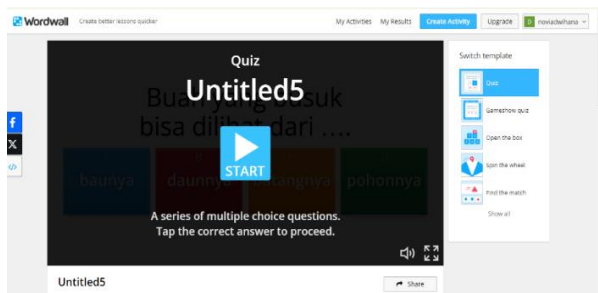 Wordwall
Create better lessons quicker
My Activities
My Results
Create Activity
Upgrade
noviadwihana
Quiz
Untitled5
Buah yang busuk
bisa dilihat dari ....
baunya
daunnya
batangnya
pohonnya
START
A series of multiple choice questions.
Tap the correct answer to proceed.
Untitled5
Share
Switch template
Quiz
Gameshow quiz
Open the box
Spin the wheel
Find the match
Show all